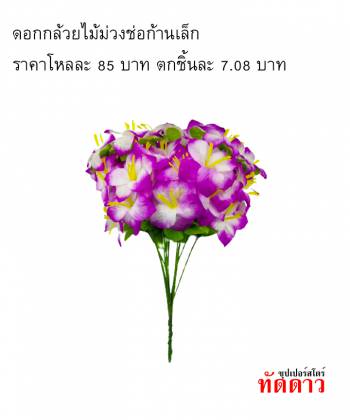 ดอกกล้วยไม้ม่วงช่อก้านเล็ก
ราคาโหลละ 85 บาท ตกชิ้นละ 7.08 บาท
ซุปเปอร์สโตร์
ทัดดาว